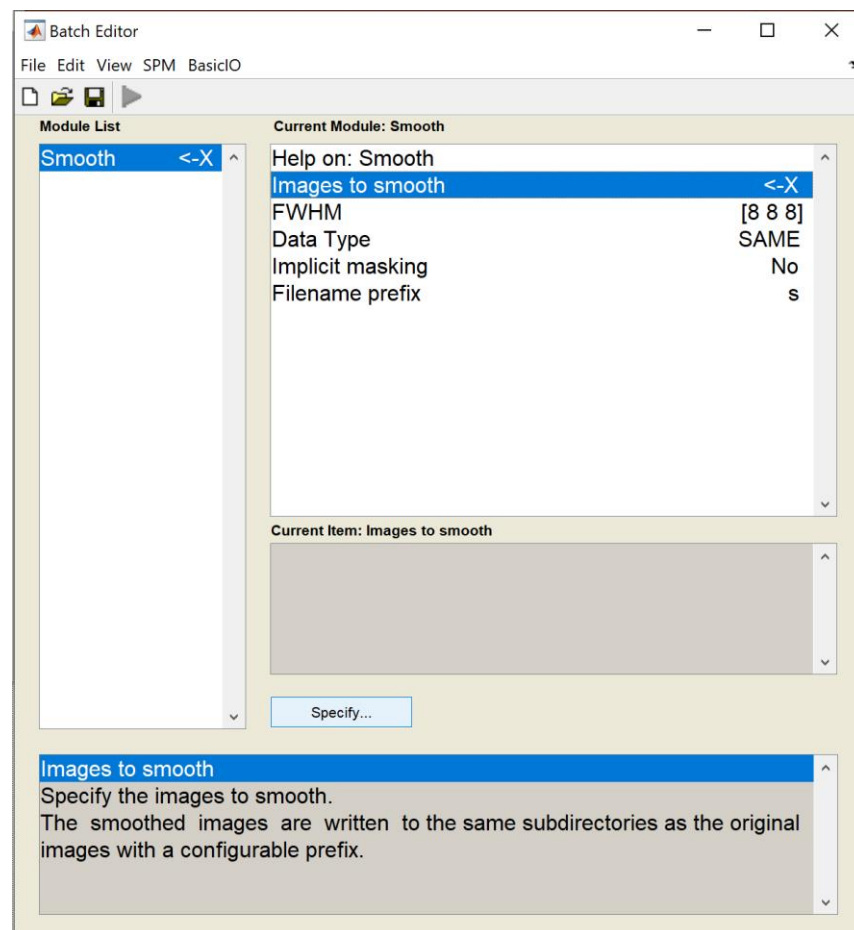 Batch Editor
File Edit View SPM BasicIO
Module List
Current Module: Smooth
Smooth <-X
Help on: Smooth
Images to smooth <-X
FWHM [8 8 8]
Data Type SAME
Implicit masking No
Filename prefix s
Current Item: Images to smooth
Specify...
Images to smooth
Specify the images to smooth.
The smoothed images are written to the same subdirectories as the original
images with a configurable prefix.